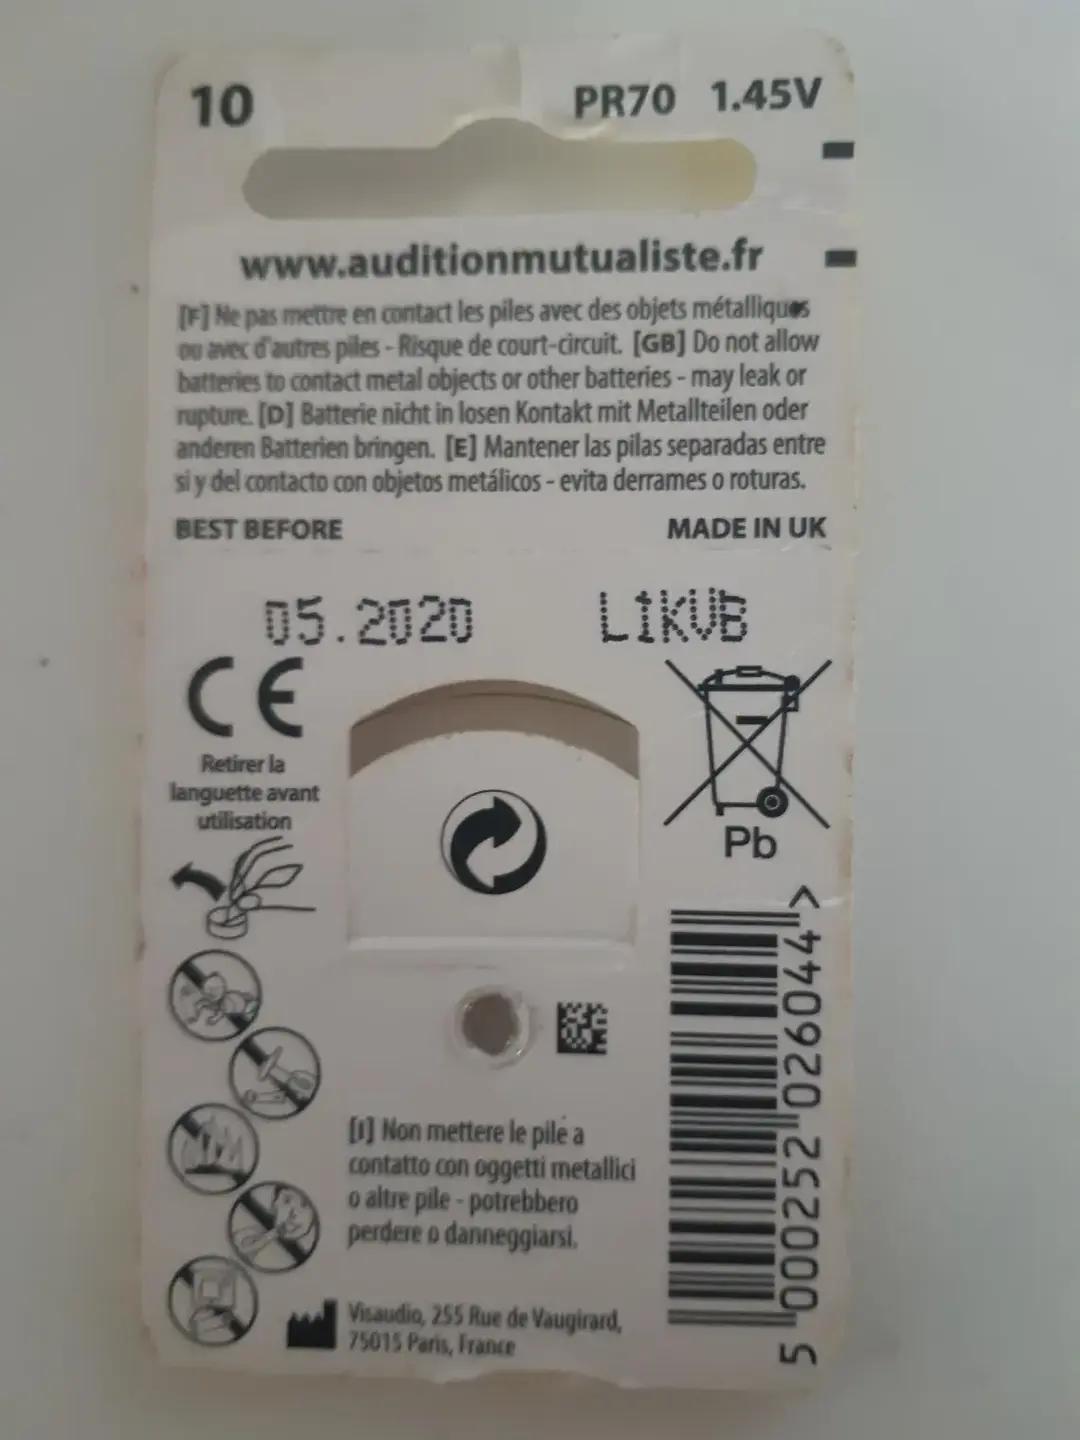 10 PR70 1.45V
www.auditionmutualiste.fr
[F] Ne pas mettre en contact les piles avec des objets métalliques
ou avec d'autres piles - Risque de court-circuit. [GB] Do not allow
batteries to contact metal objects or other batteries - may leak or
rupture. [D] Batterie nicht in losen Kontakt mit Metallteilen oder
anderen Batterien bringen. [E] Mantener las pilas separadas entre
si y del contacto con objetos metálicos - evita derrames o roturas.
BEST BEFORE MADE IN UK
05.2020 L1KVB
CE
Retirer la
languette avant
utilisation
Pb
5 000252 026044 >
[I] Non mettere le pile a
contatto con oggetti metallici
o altre pile - potrebbero
perdere o danneggiarsi.
Visaudio, 255 Rue de Vaugirard,
75015 Paris, France